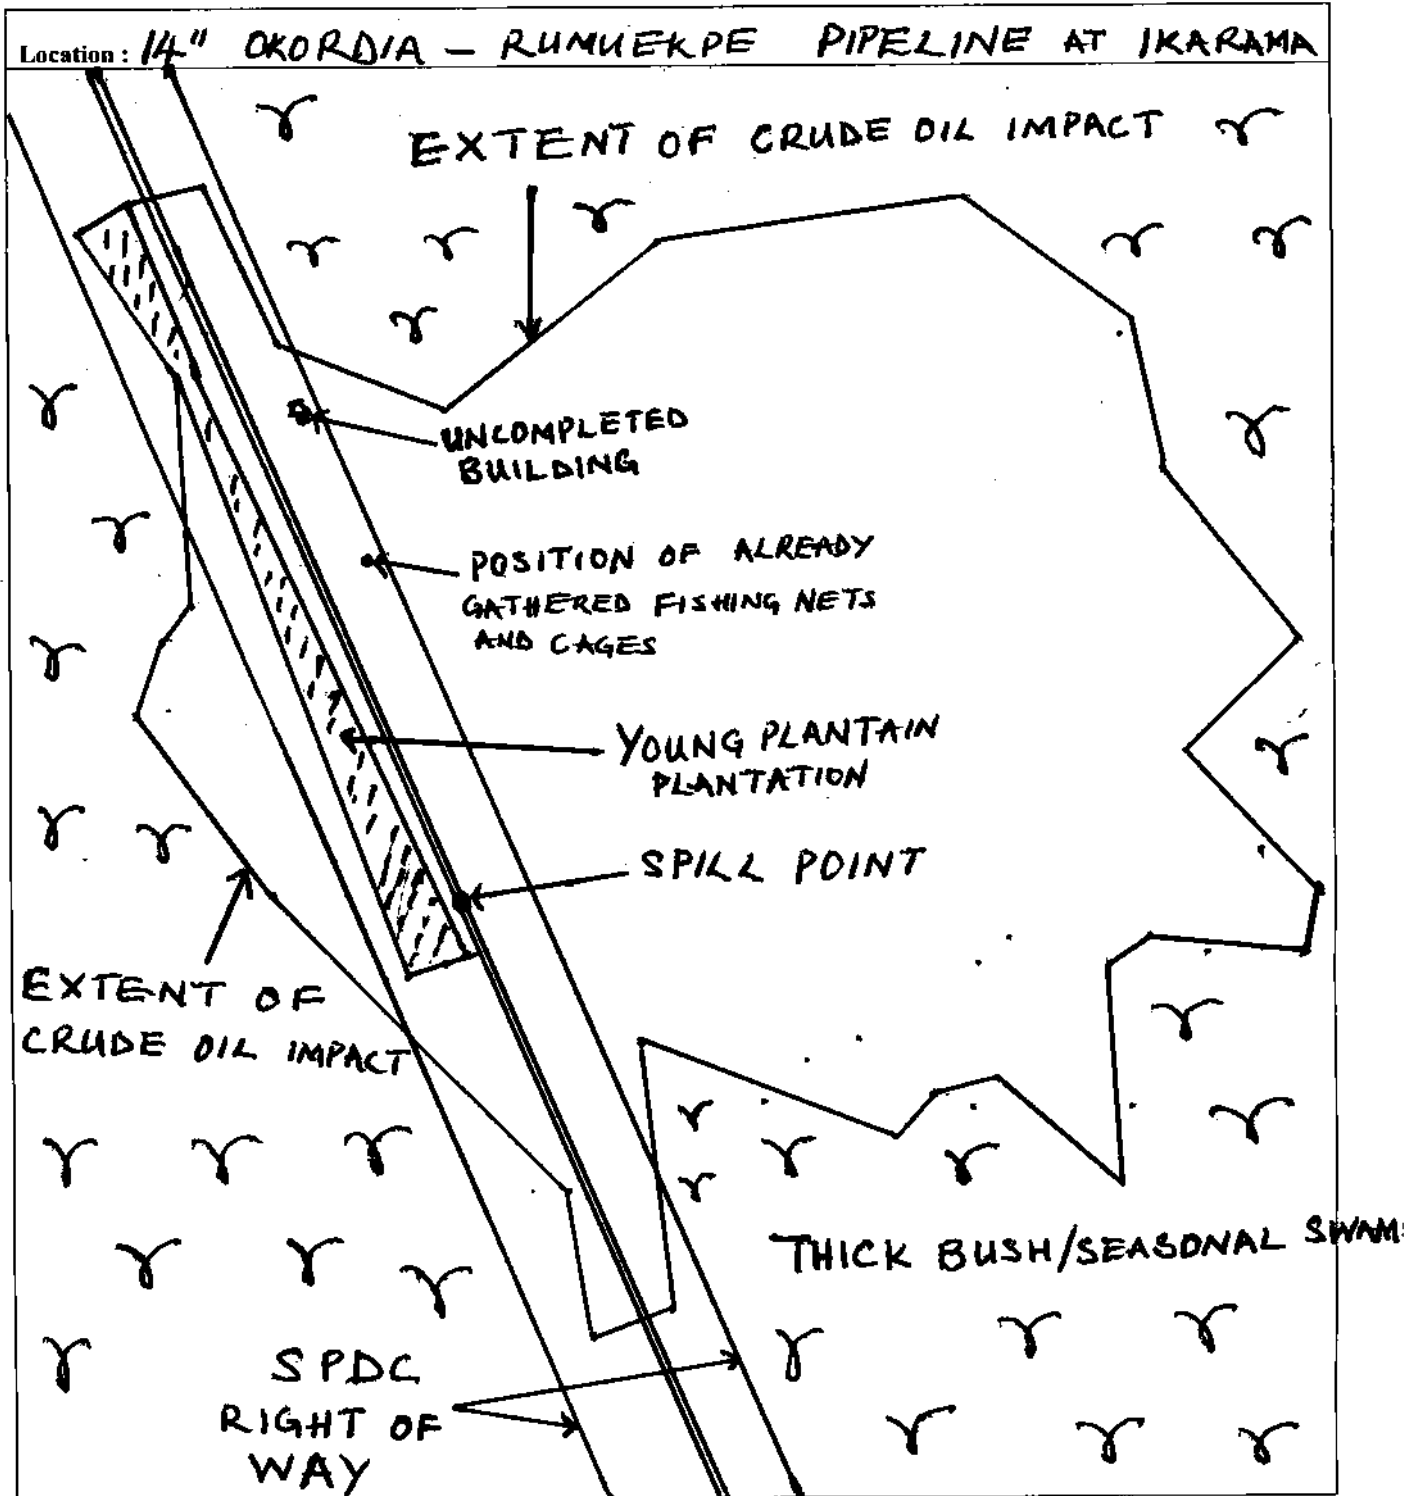 Location : 14" OKORDIA – RUMUEKPE PIPELINE AT IKARAMA
EXTENT OF CRUDE OIL IMPACT
UNCOMPLETED
BUILDING
POSITION OF ALREADY
GATHERED FISHING NETS
AND CAGES
YOUNG PLANTAIN
PLANTATION
SPILL POINT
EXTENT OF
CRUDE OIL IMPACT
THICK BUSH/SEASONAL SWAM
SPDC
RIGHT OF
WAY